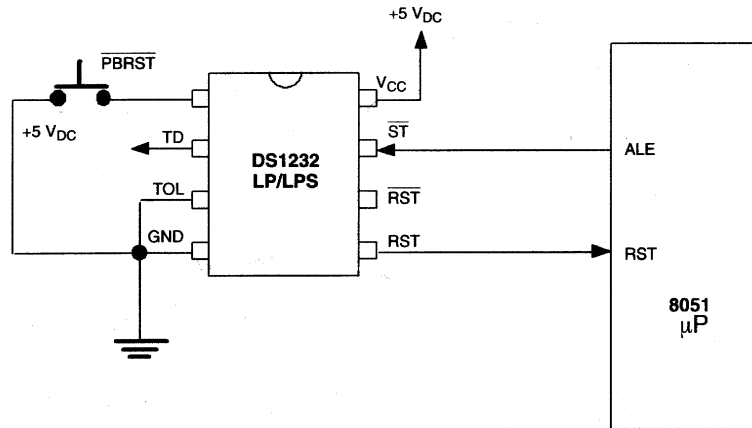 +5 VDC
PBRST
VCC
+5 VDC
TD
ST
ALE
DS1232
LP/LPS
TOL
RST
GND
RST
RST
8051
μP